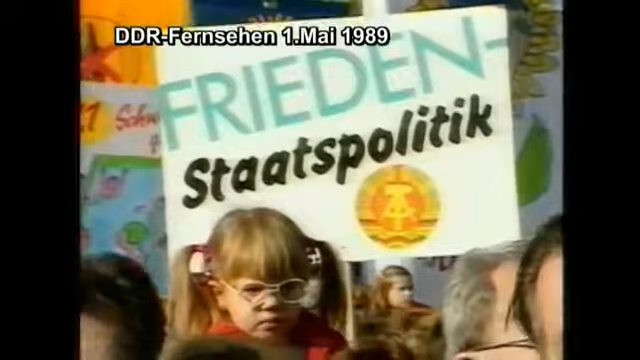 DDR-Fernsehen 1.Mai 1989
FRIEDEN-
Staatspolitik